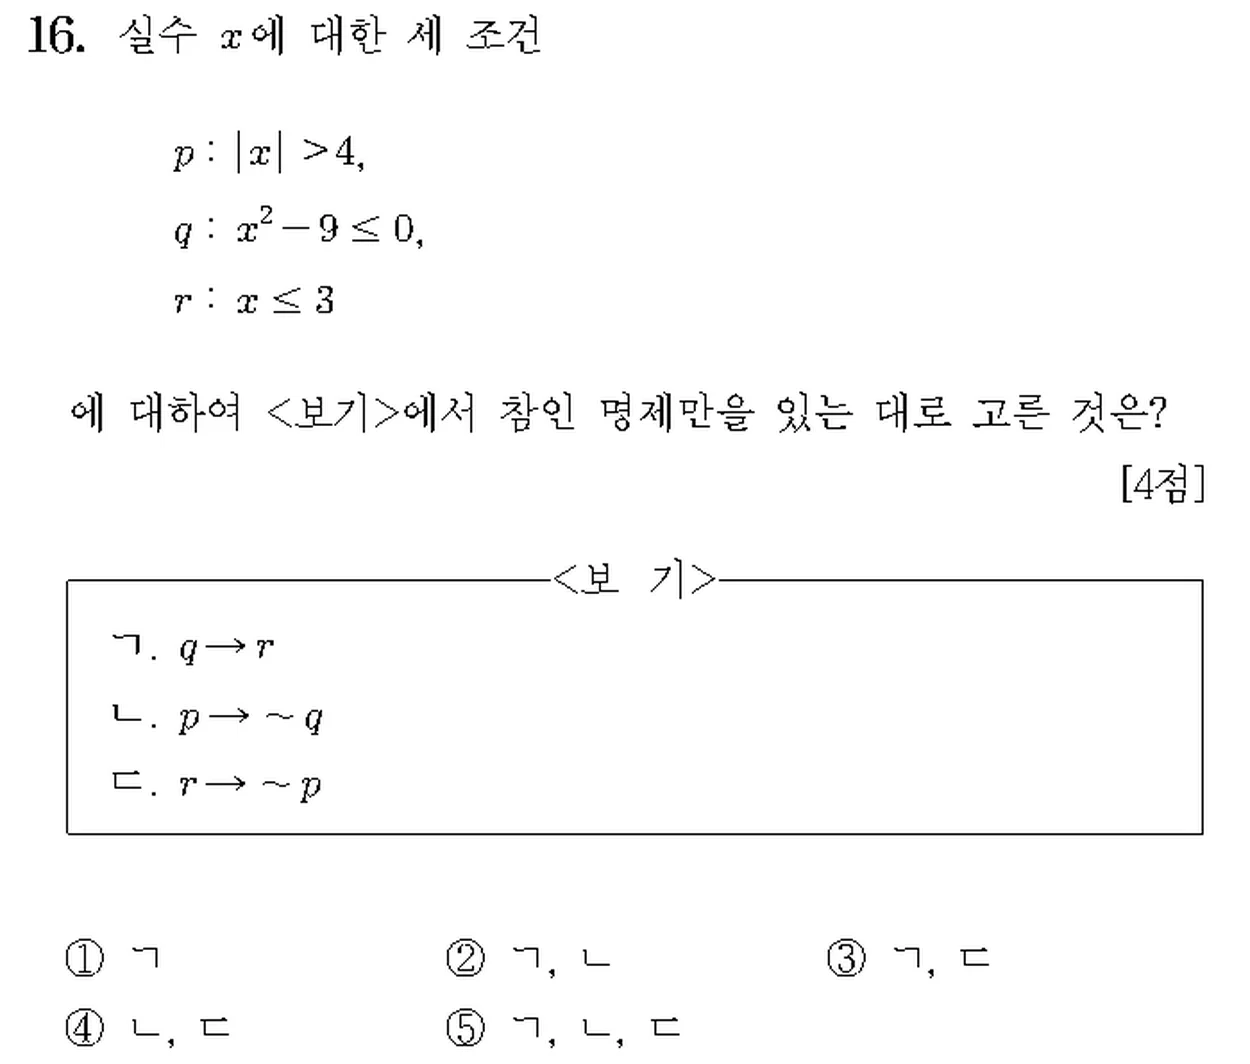 16. 실수 x에 대한 세 조건
p : |x| > 4,
q : x² − 9 ≤ 0,
r : x ≤ 3
에 대하여 <보기>에서 참인 명제만을 있는 대로 고른 것은?
[4점]
<보 기>
ㄱ. q → r
ㄴ. p → ~ q
ㄷ. r → ~ p
① ㄱ ② ㄱ, ㄴ ③ ㄱ, ㄷ
④ ㄴ, ㄷ ⑤ ㄱ, ㄴ, ㄷ